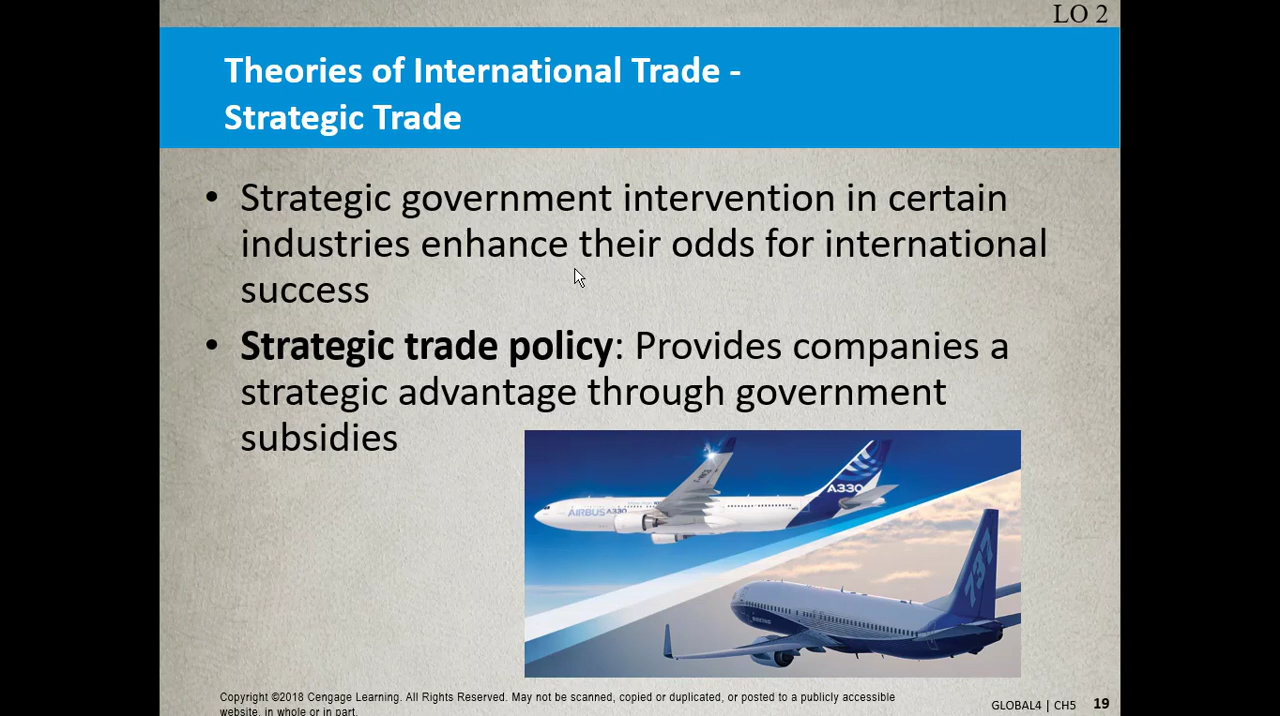 LO 2
Theories of International Trade -
Strategic Trade
• Strategic government intervention in certain
industries enhance their odds for international
success
• Strategic trade policy: Provides companies a
strategic advantage through government
subsidies
A330
AIRBUS A330
737
BOEING
Copyright ©2018 Cengage Learning. All Rights Reserved. May not be scanned, copied or duplicated, or posted to a publicly accessible
website, in whole or in part.
GLOBAL4 | CH5 19